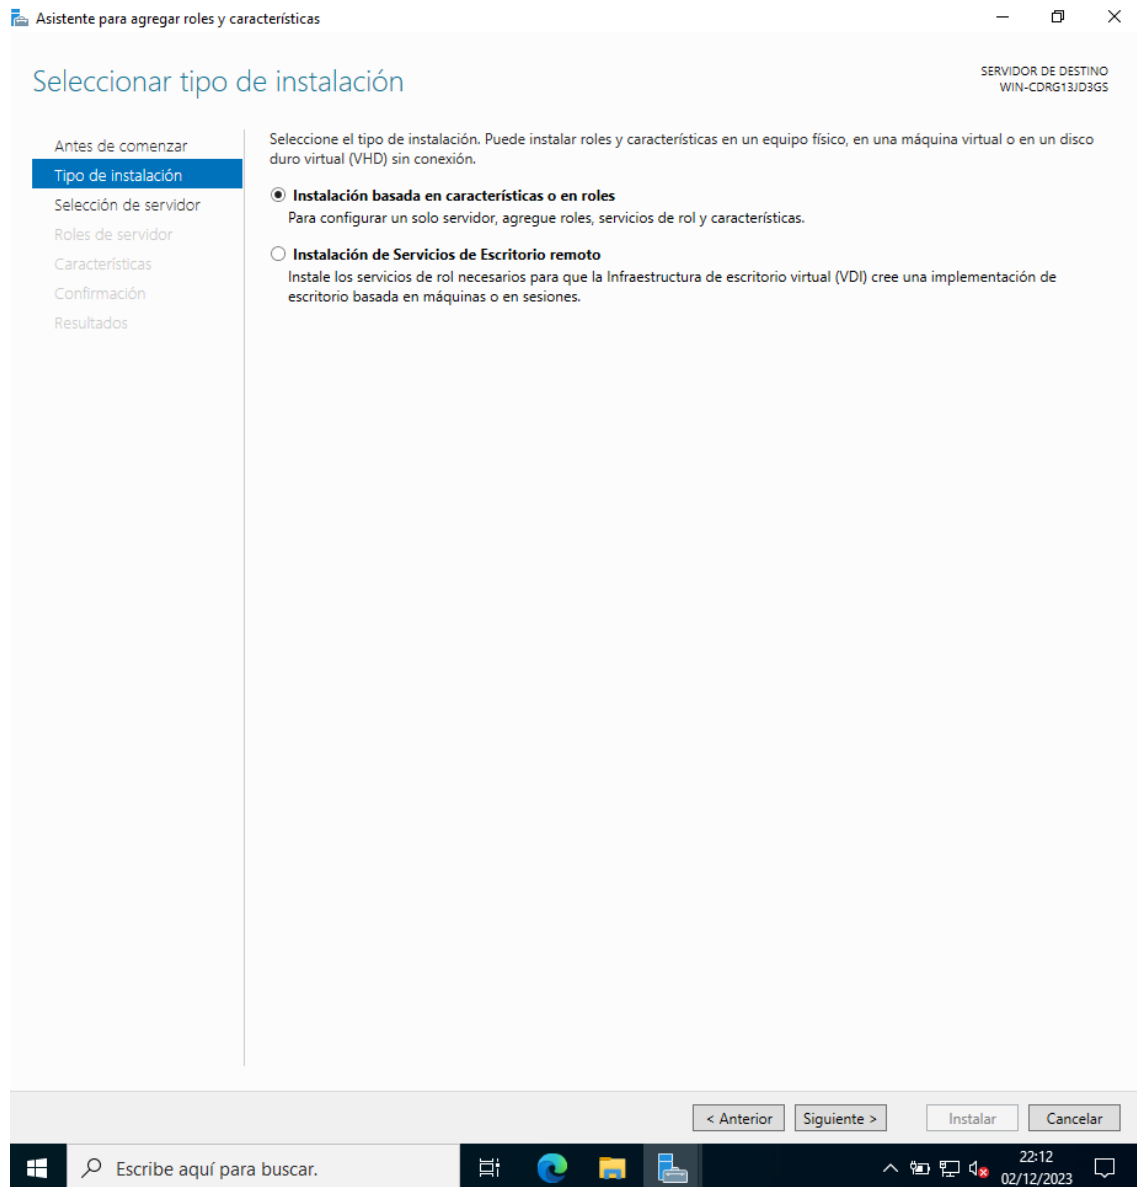 Asistente para agregar roles y características
Seleccionar tipo de instalación
SERVIDOR DE DESTINO
WIN-CDRG13JD3GS
Antes de comenzar
Tipo de instalación
Selección de servidor
Roles de servidor
Características
Confirmación
Resultados
Seleccione el tipo de instalación. Puede instalar roles y características en un equipo físico, en una máquina virtual o en un disco
duro virtual (VHD) sin conexión.
Instalación basada en características o en roles
Para configurar un solo servidor, agregue roles, servicios de rol y características.
Instalación de Servicios de Escritorio remoto
Instale los servicios de rol necesarios para que la Infraestructura de escritorio virtual (VDI) cree una implementación de
escritorio basada en máquinas o en sesiones.
< Anterior
Siguiente >
Instalar
Cancelar
Escribe aquí para buscar.
22:12
02/12/2023